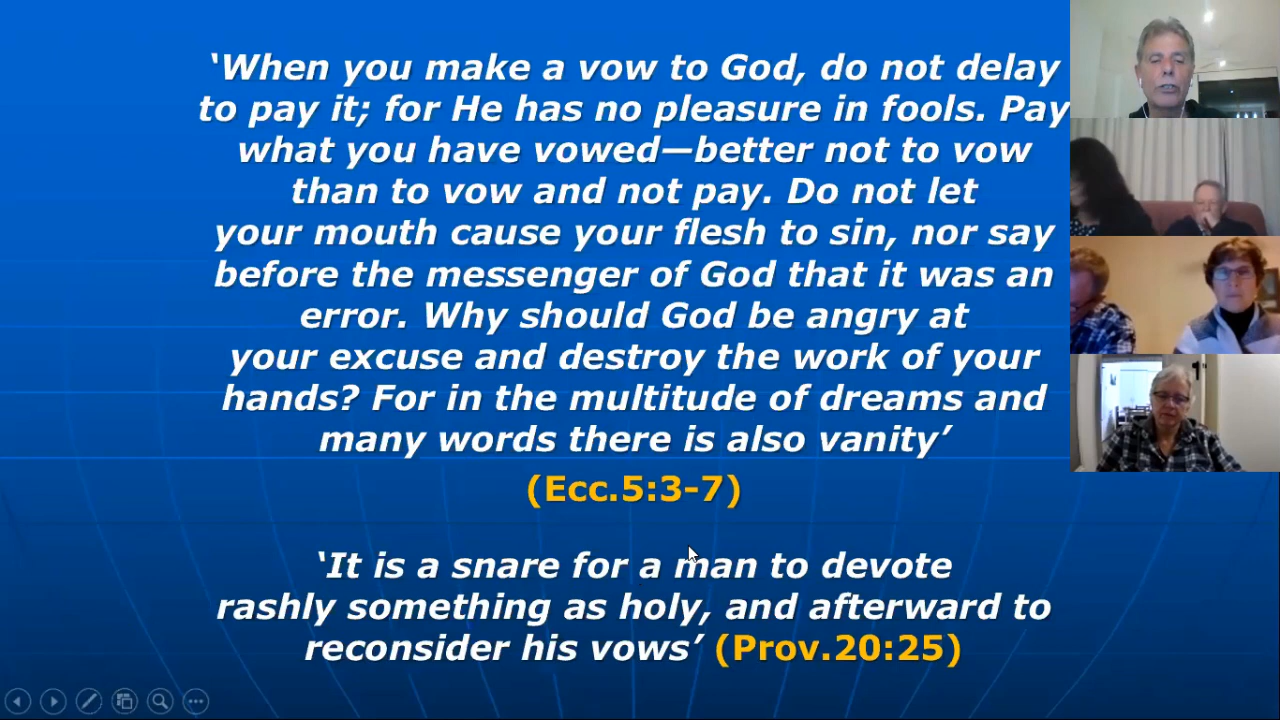 ‘When you make a vow to God, do not delay
to pay it; for He has no pleasure in fools. Pay
what you have vowed—better not to vow
than to vow and not pay. Do not let
your mouth cause your flesh to sin, nor say
before the messenger of God that it was an
error. Why should God be angry at
your excuse and destroy the work of your
hands? For in the multitude of dreams and
many words there is also vanity’
(Ecc.5:3-7)
‘It is a snare for a man to devote
rashly something as holy, and afterward to
reconsider his vows’ (Prov.20:25)